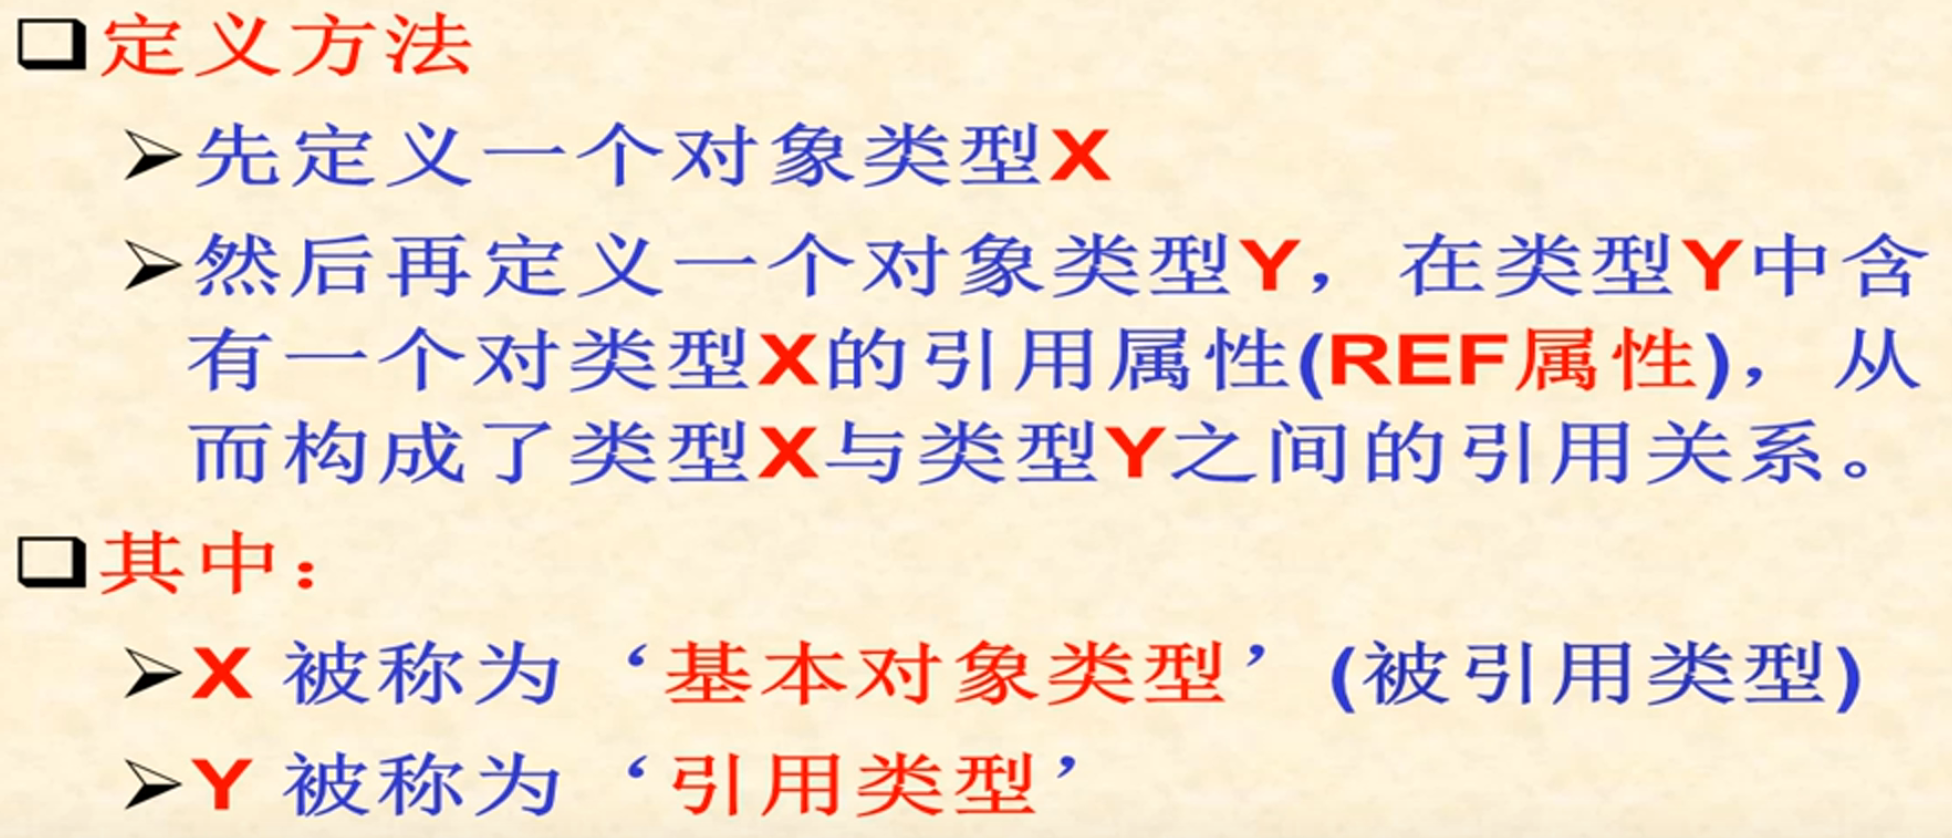 定义方法
先定义一个对象类型X
然后再定义一个对象类型Y，在类型Y中含
有一个对类型X的引用属性(REF属性)，从
而构成了类型X与类型Y之间的引用关系。
其中：
X 被称为‘基本对象类型’(被引用类型)
Y 被称为‘引用类型’